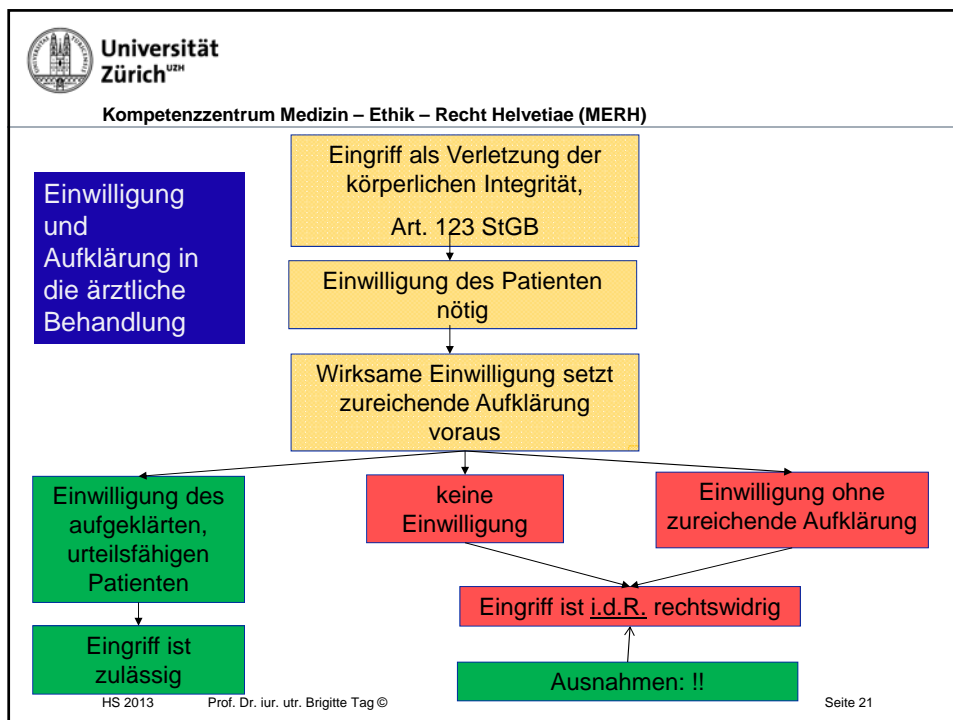 Universität
Zürich UZH
Kompetenzzentrum Medizin – Ethik – Recht Helvetiae (MERH)
Einwilligung
und
Aufklärung in
die ärztliche
Behandlung
Eingriff als Verletzung der
körperlichen Integrität,
Art. 123 StGB
Einwilligung des Patienten
nötig
Wirksame Einwilligung setzt
zureichende Aufklärung
voraus
Einwilligung des
aufgeklärten,
urteilsfähigen
Patienten
keine
Einwilligung
Einwilligung ohne
zureichende Aufklärung
Eingriff ist i.d.R. rechtswidrig
Eingriff ist
zulässig
Ausnahmen: !!
HS 2013 Prof. Dr. iur. utr. Brigitte Tag © Seite 21